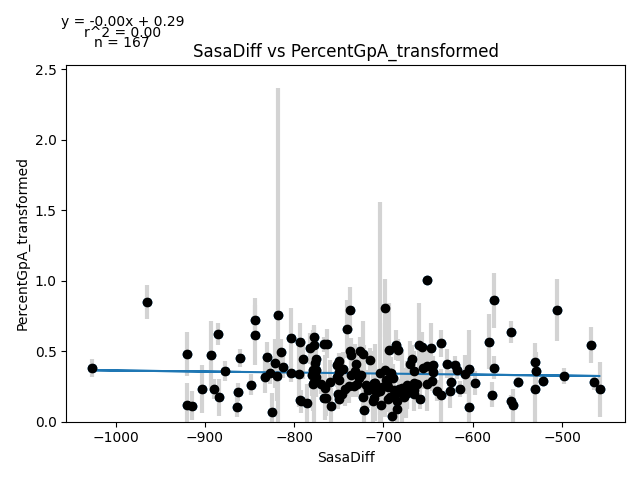 y = -0.00x + 0.29
r^2 = 0.00
n = 167
SasaDiff vs PercentGpA_transformed
2.5
2.0
1.5
1.0
0.5
0.0
PercentGpA_transformed
−1000
−900
−800
−700
−600
−500
SasaDiff